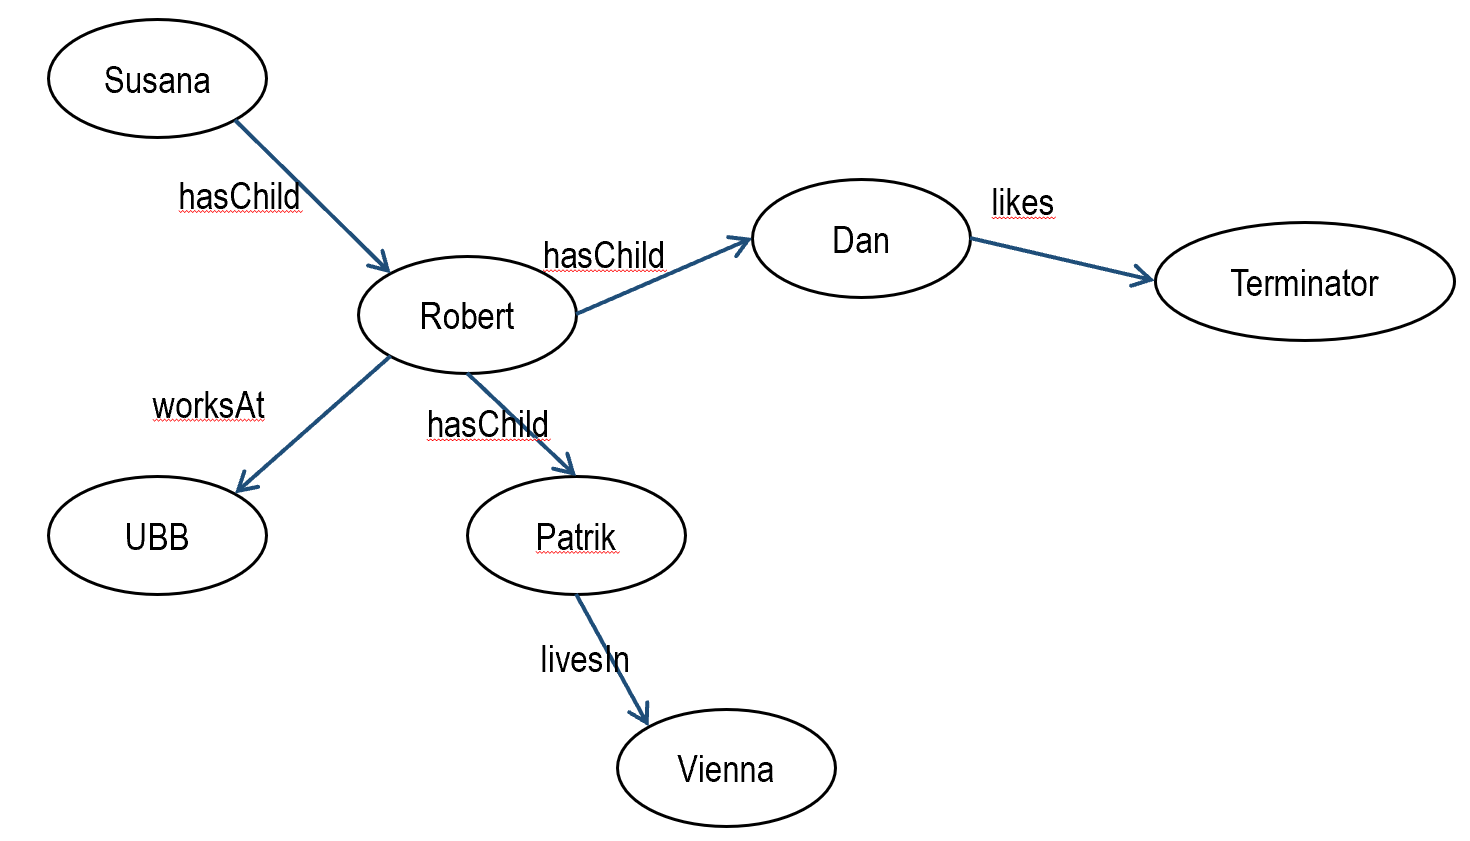 Susana
hasChild
likes
Dan
hasChild
Terminator
Robert
worksAt
hasChild
UBB
Patrik
livesIn
Vienna